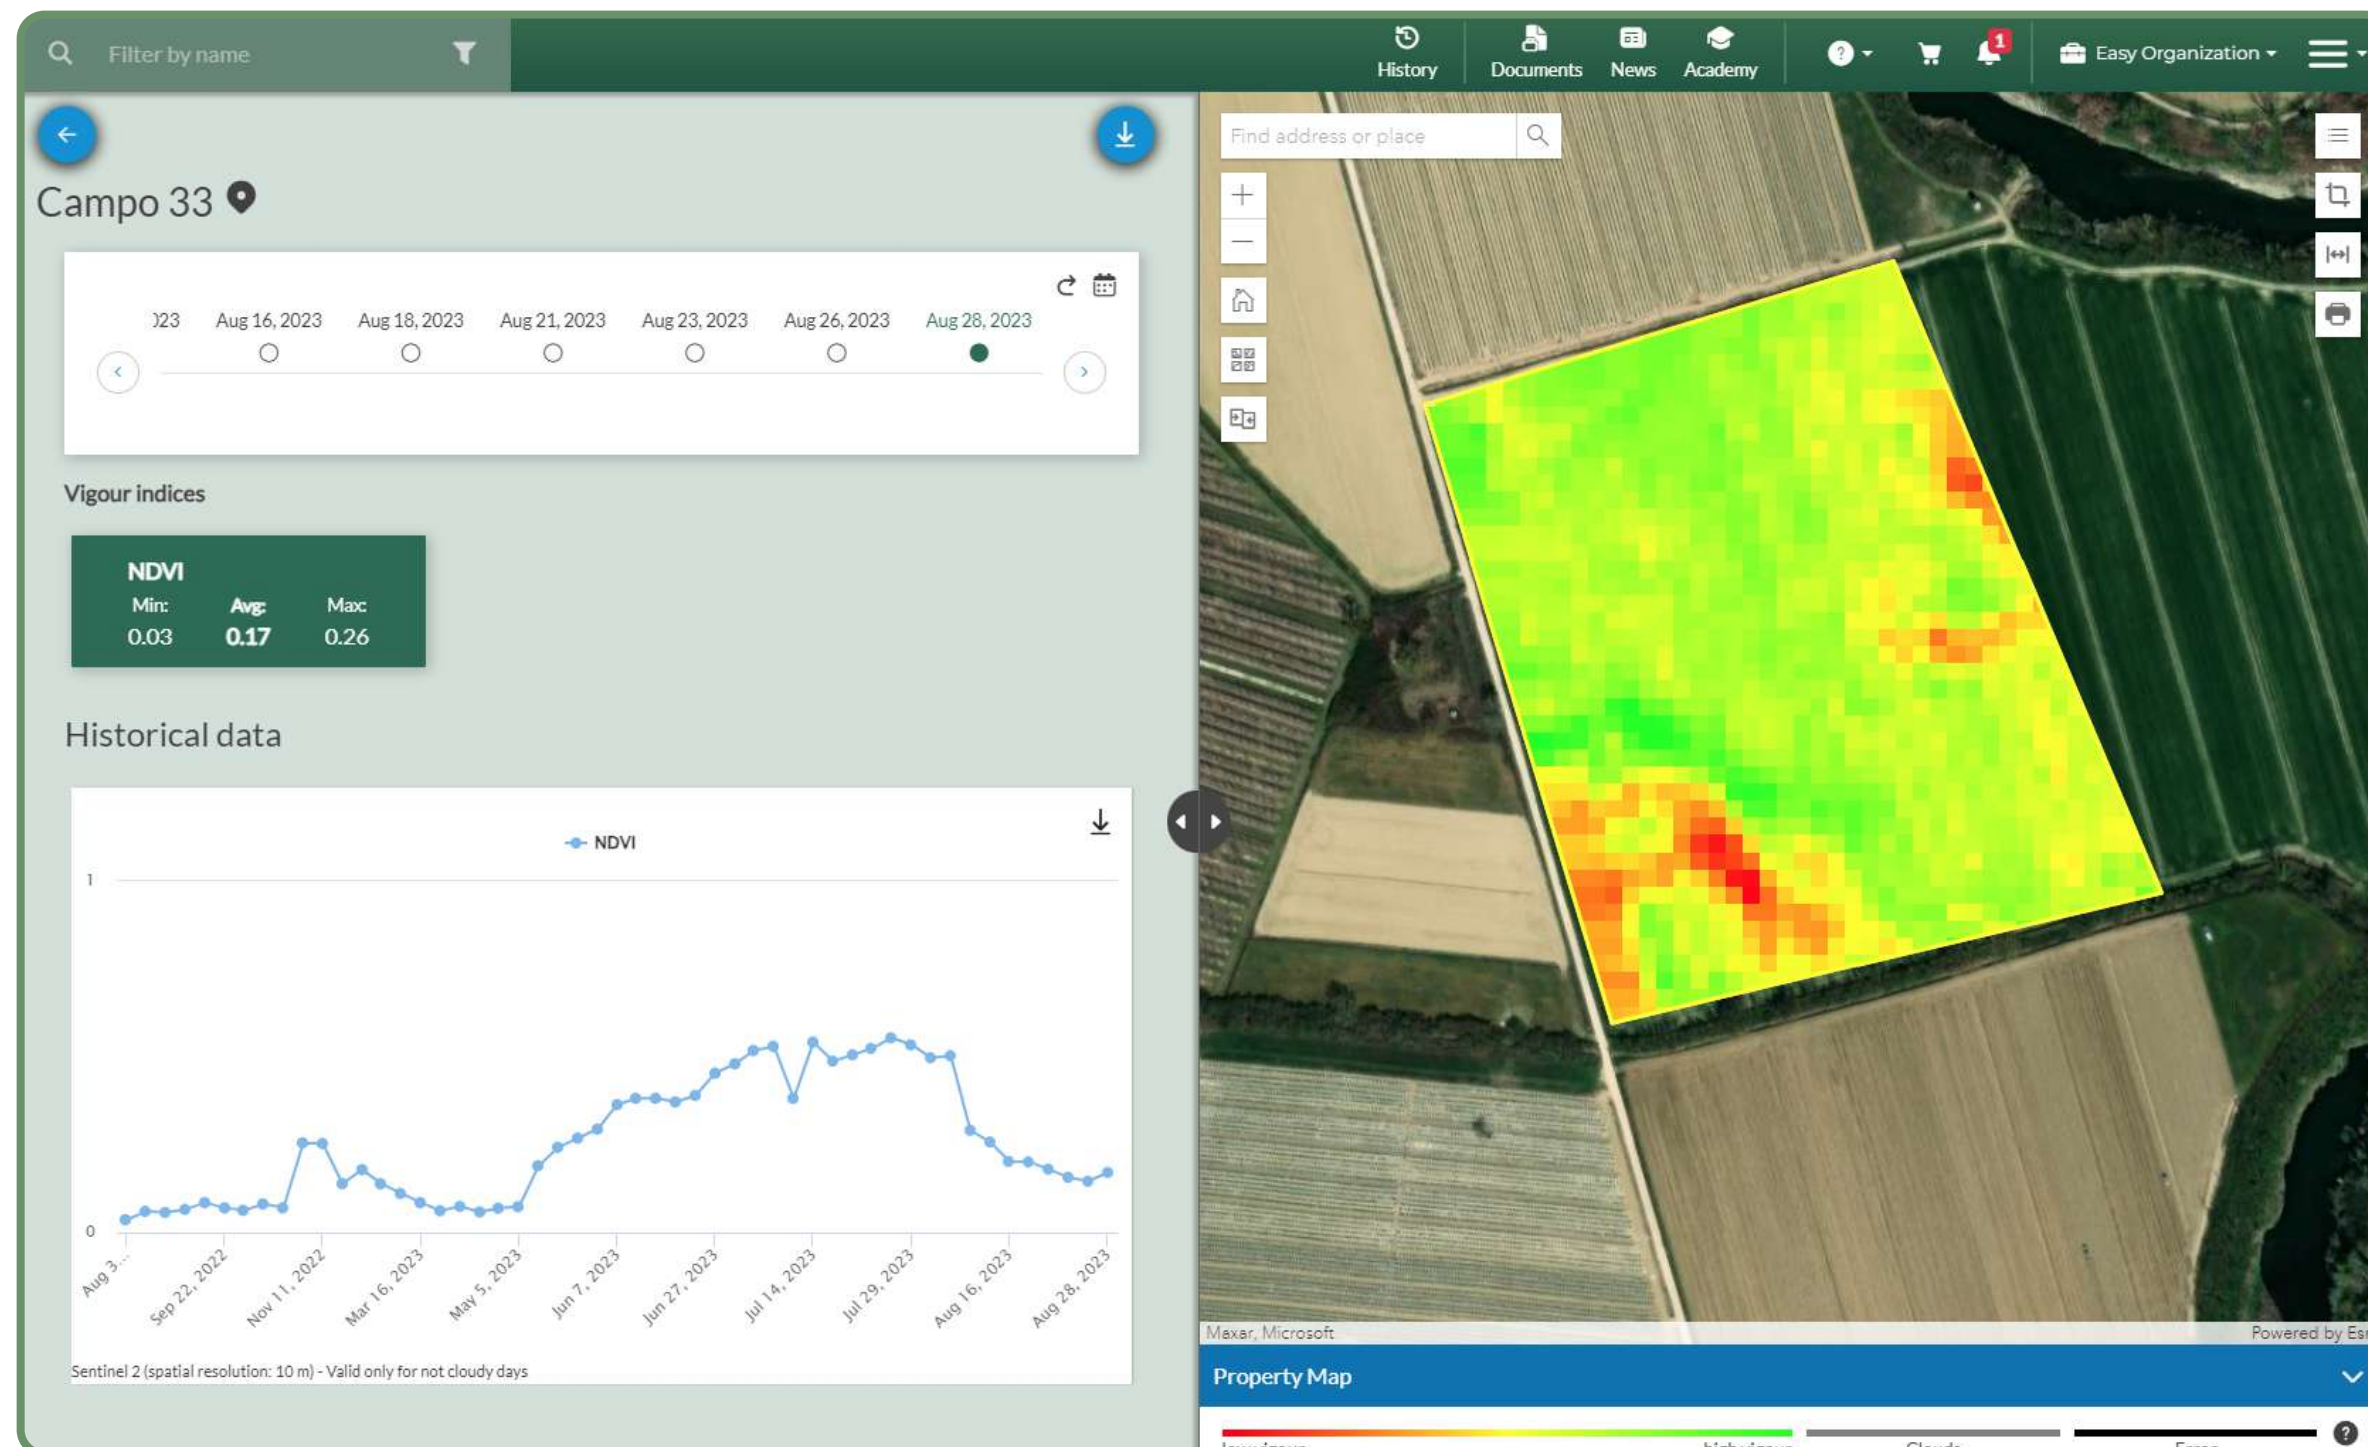 Filter by name
History
Documents
News
Academy
1
Easy Organization
Campo 33
Aug 16, 2023
Aug 18, 2023
Aug 21, 2023
Aug 23, 2023
Aug 26, 2023
Aug 28, 2023
Vigour indices
NDVI
Min: Avg: Max:
0.03 0.17 0.26
Historical data
NDVI
1
0
Aug 3...
Sep 22, 2022
Nov 11, 2022
Mar 16, 2023
May 5, 2023
Jun 7, 2023
Jun 27, 2023
Jul 14, 2023
Jul 29, 2023
Aug 16, 2023
Aug 28, 2023
Sentinel 2 (spatial resolution: 10 m) - Valid only for not cloudy days
Find address or place
Maxar, Microsoft
Powered by
Property Map